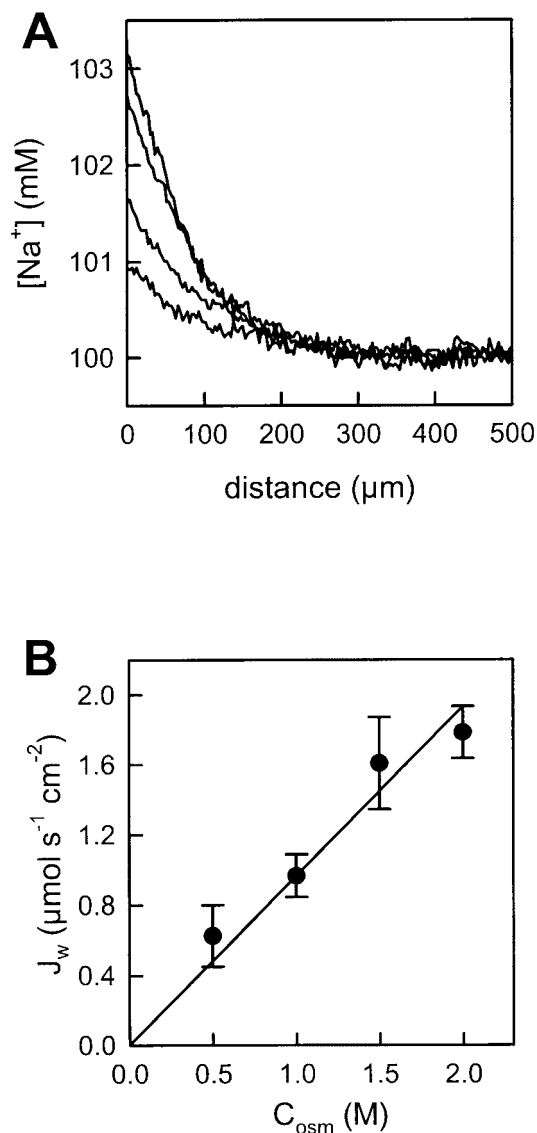 A
103
102
101
100
[Na⁺] (mM)
0 100 200 300 400 500
distance (µm)
B
2.0
1.6
1.2
0.8
0.4
0.0
J_w (µmol s⁻¹ cm⁻²)
0.0 0.5 1.0 1.5 2.0
C_osm (M)